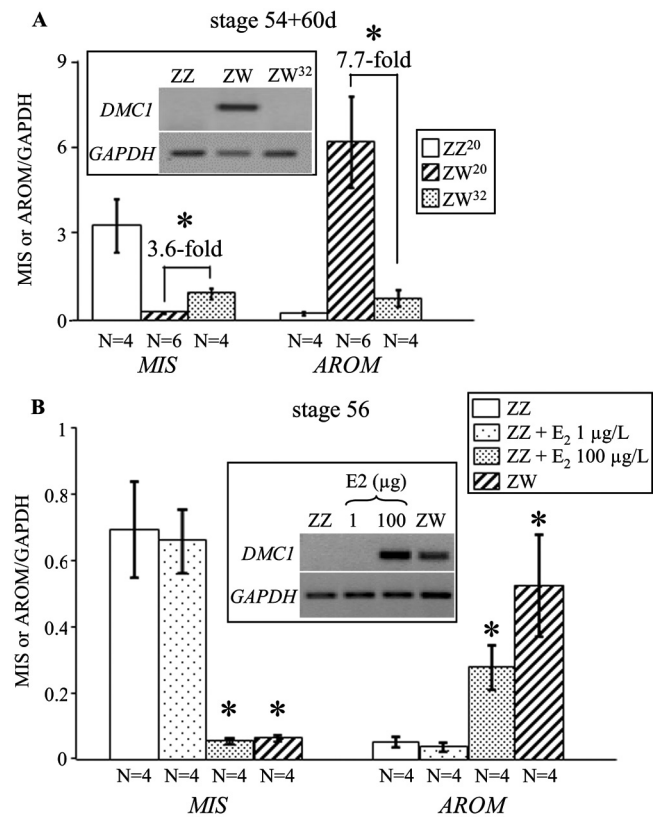 A
stage 54+60d
MIS or AROM/GAPDH
9
6
3
0
ZZ ZW ZW³²
DMC1
GAPDH
*
7.7-fold
ZZ²⁰
ZW²⁰
ZW³²
*
3.6-fold
N=4 N=6 N=4 N=4 N=6 N=4
MIS AROM
B
stage 56
MIS or AROM/GAPDH
1
0.8
0.6
0.4
0.2
0
ZZ
ZZ + E₂ 1 µg/L
ZZ + E₂ 100 µg/L
ZW
E2 (µg)
ZZ 1 100 ZW
DMC1
GAPDH
* * * *
N=4 N=4 N=4 N=4 N=4 N=4 N=4 N=4
MIS AROM